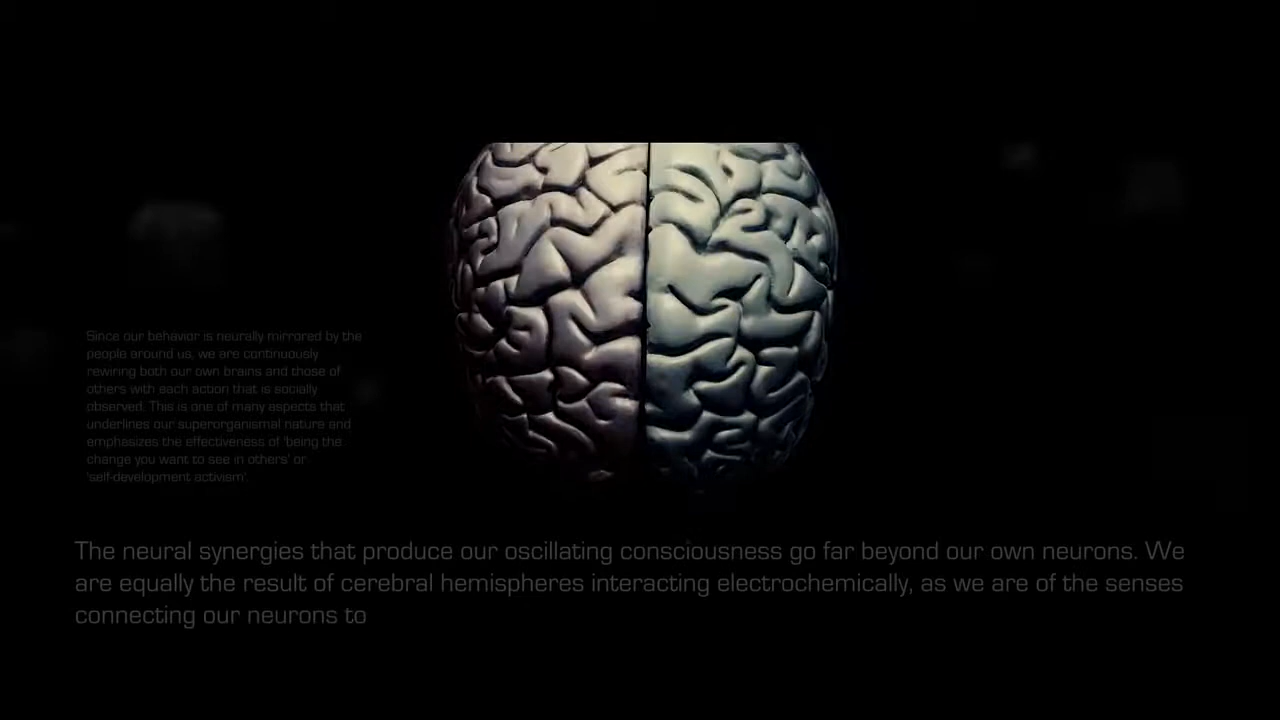 Since our behavior is neurally mirrored by the
people around us, we are continuously
rewiring both our own brains and those of
others with each action that is socially
observed. This is one of many aspects that
underlines our superorganismal nature and
emphasizes the effectiveness of 'being the
change you want to see in others' or
'self-development activism'.
The neural synergies that produce our oscillating consciousness go far beyond our own neurons. We
are equally the result of cerebral hemispheres interacting electrochemically, as we are of the senses
connecting our neurons to